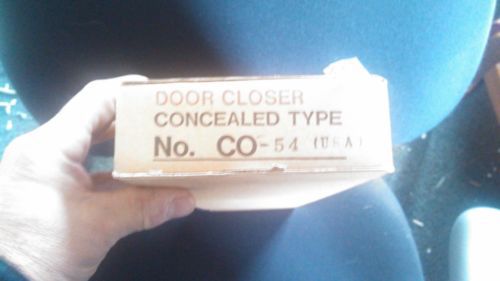 DOOR CLOSER
CONCEALED TYPE
No. CO-54 (USA)